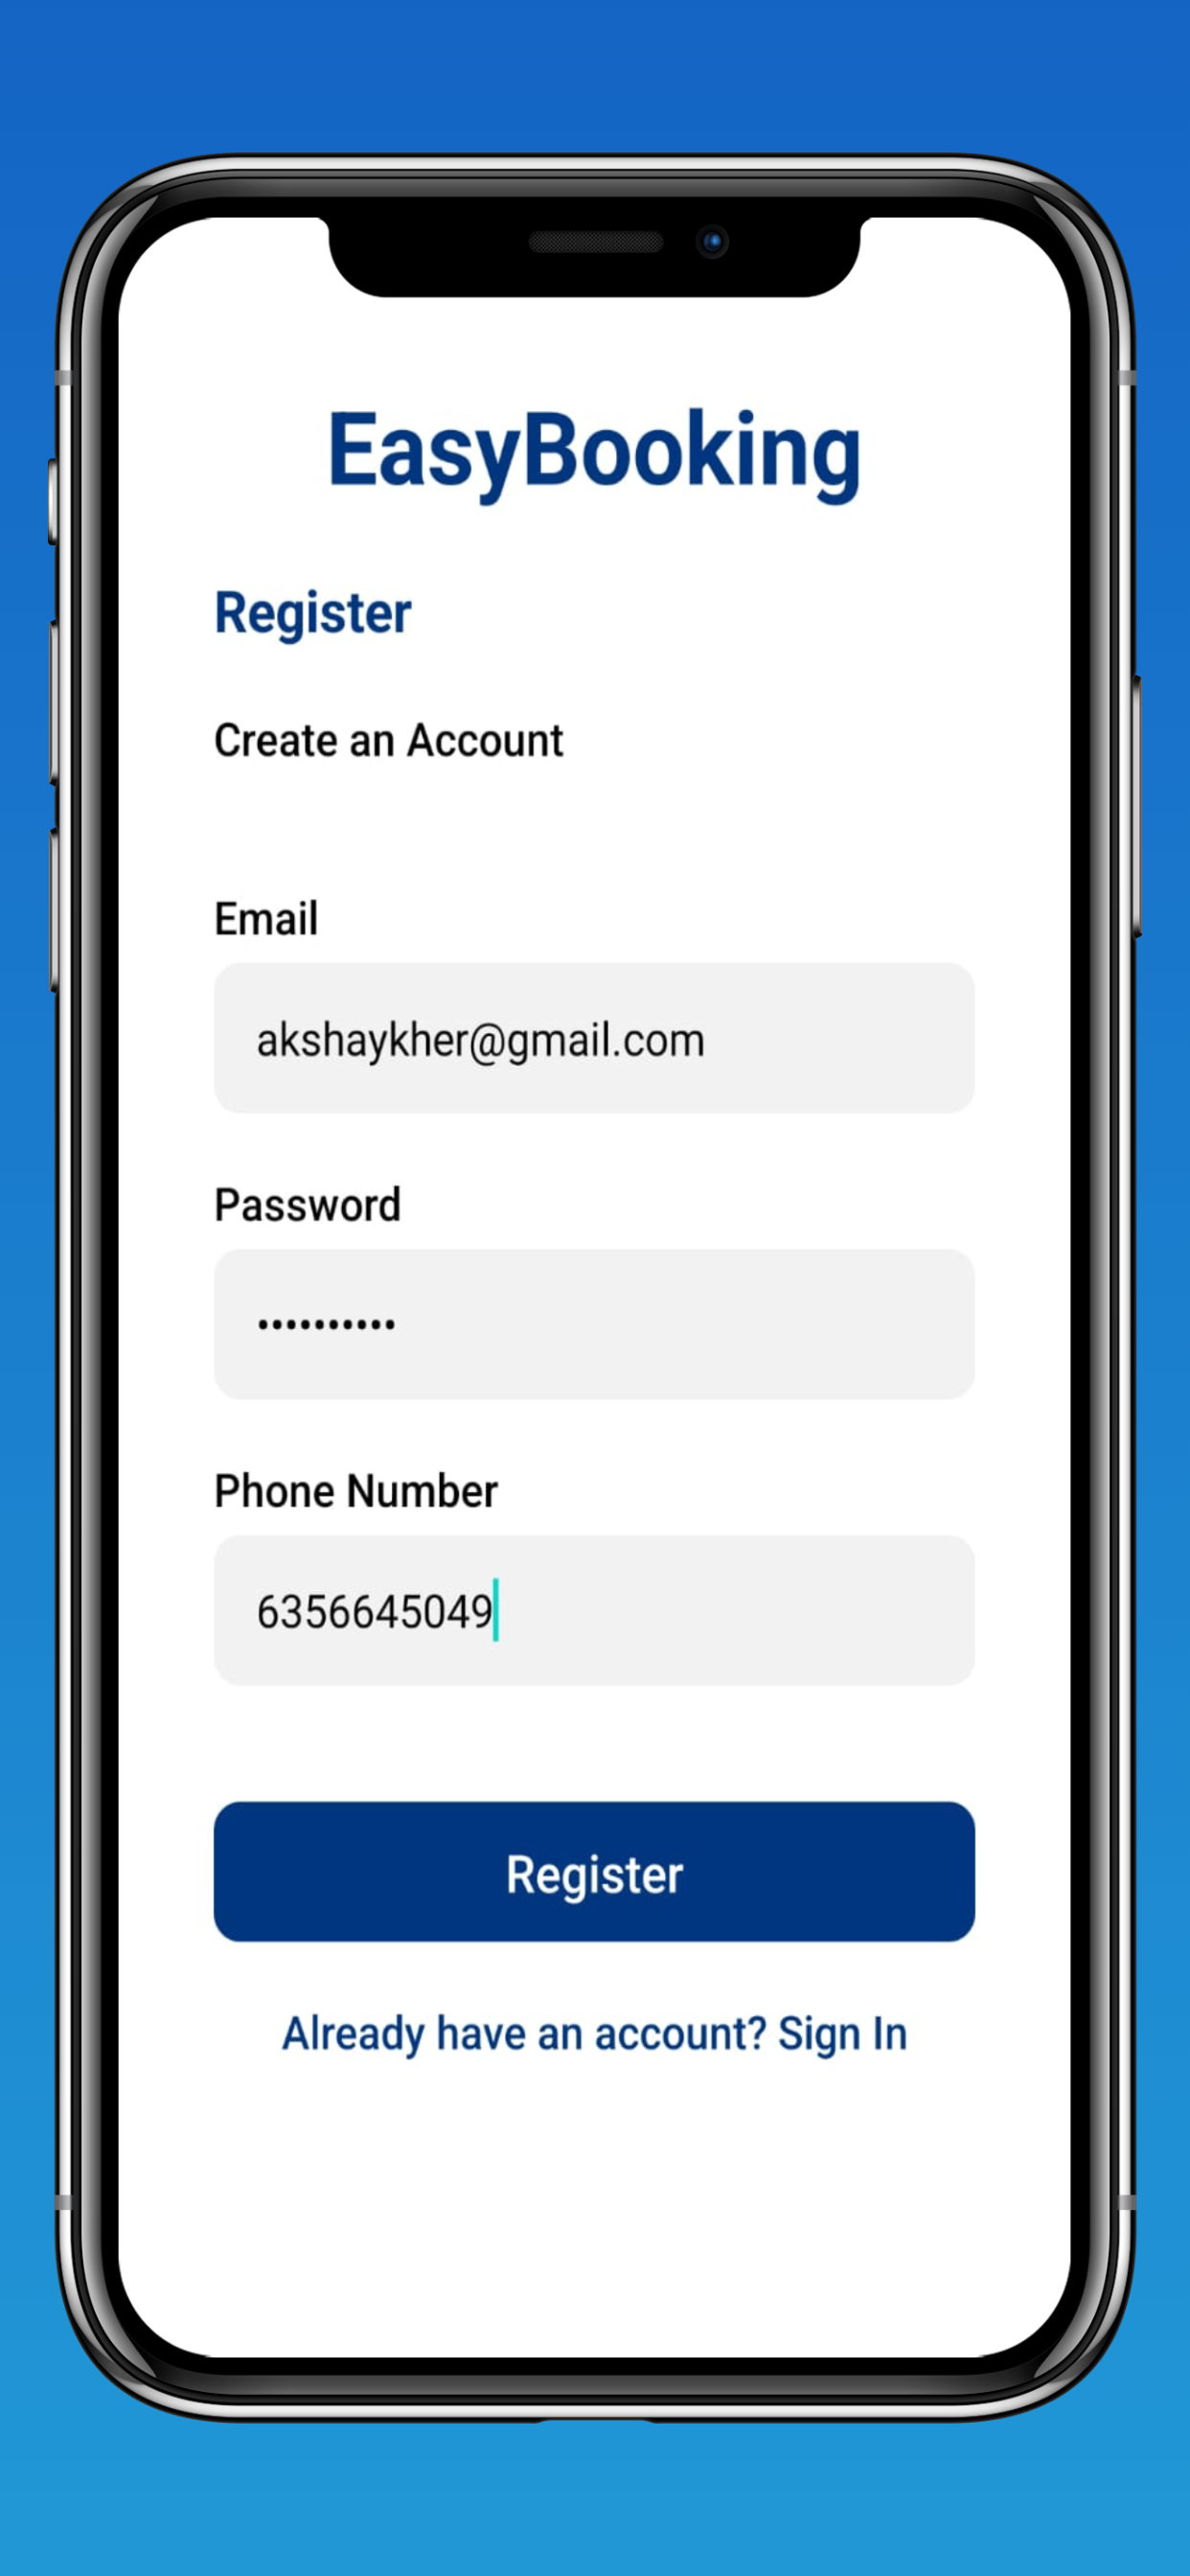 EasyBooking
Register
Create an Account
Email
akshaykher@gmail.com
Password
••••••••••
Phone Number
6356645049
Register
Already have an account? Sign In